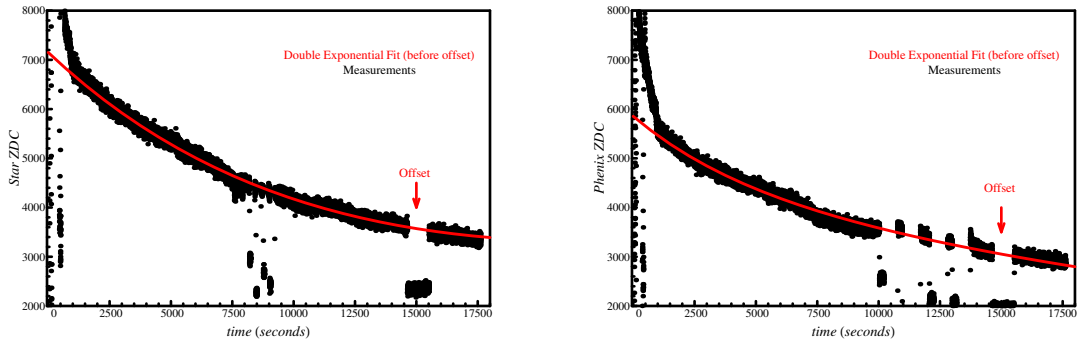 8000
7000
6000
5000
4000
3000
2000
Star ZDC
Double Exponential Fit (before offset)
Measurements
Offset
0 2500 5000 7500 10000 12500 15000 17500
time (seconds)
8000
7000
6000
5000
4000
3000
2000
Phenix ZDC
Double Exponential Fit (before offset)
Measurements
Offset
0 2500 5000 7500 10000 12500 15000 17500
time (seconds)